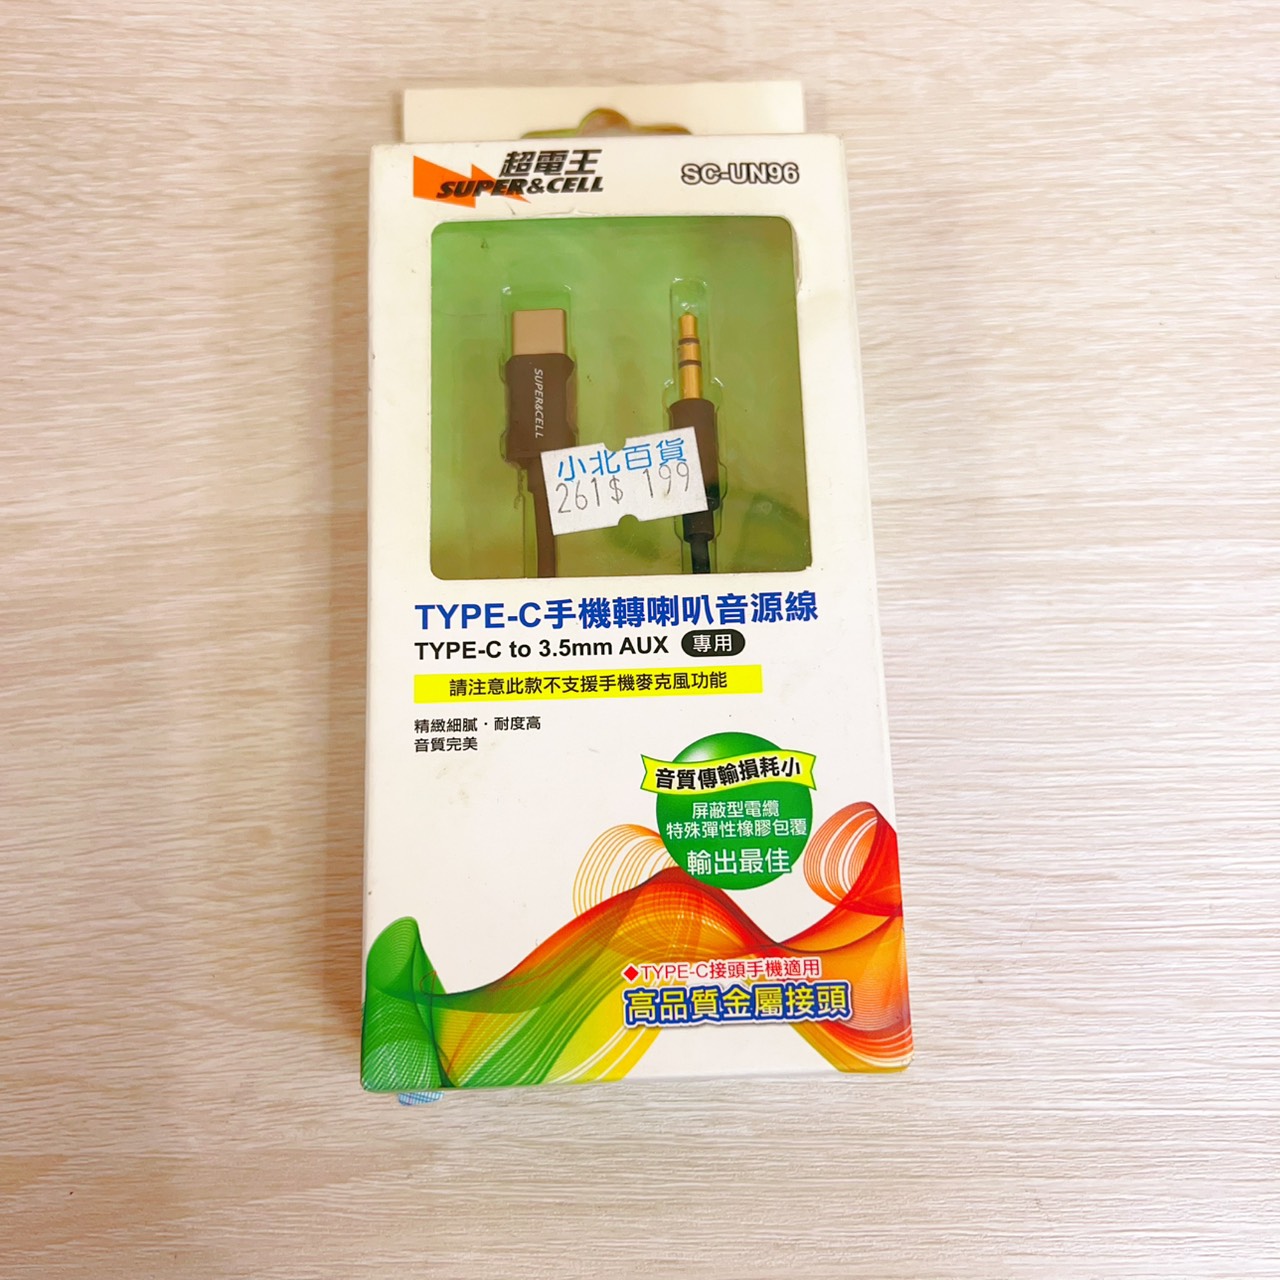 超電王
SUPER&CELL
SC-UN96
SUPER&CELL
小北百貨
261$ 199
TYPE-C手機轉喇叭音源線
TYPE-C to 3.5mm AUX 專用
請注意此款不支援手機麥克風功能
精緻細膩·耐度高
音質完美
音質傳輸損耗小
屏蔽型電纜
特殊彈性橡膠包覆
輸出最佳
◆TYPE-C接頭手機適用
高品質金屬接頭